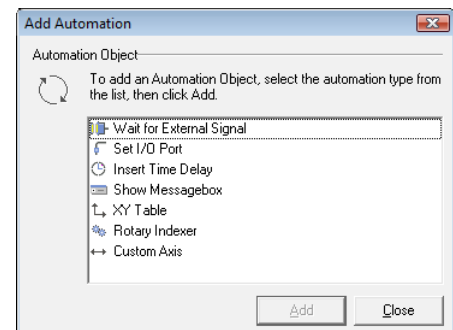 Add Automation
Automation Object
To add an Automation Object, select the automation type from
the list, then click Add.
Wait for External Signal
Set I/O Port
Insert Time Delay
Show Messagebox
XY Table
Rotary Indexer
Custom Axis
Add
Close